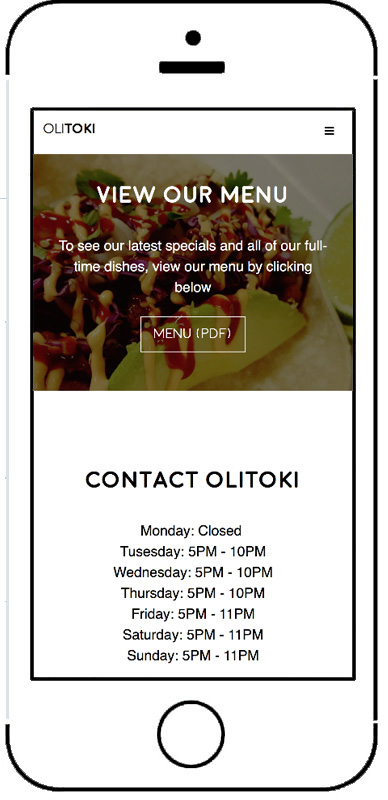 OLITOKI
VIEW OUR MENU
To see our latest specials and all of our full-
time dishes, view our menu by clicking
below
MENU (PDF)
CONTACT OLITOKI
Monday: Closed
Tusesday: 5PM - 10PM
Wednesday: 5PM - 10PM
Thursday: 5PM - 10PM
Friday: 5PM - 11PM
Saturday: 5PM - 11PM
Sunday: 5PM - 11PM